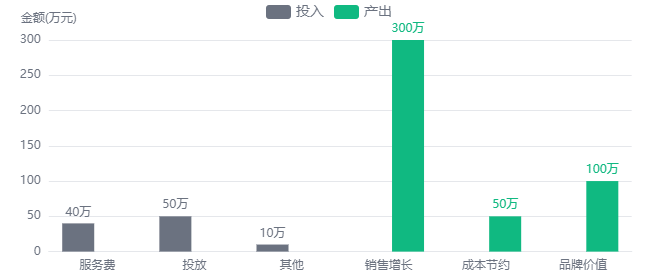 投入 产出
金额(万元)
300万
300
250
200
150
100万
100
50万 50万
50
40万
10万
0
服务费 投放 其他 销售增长 成本节约 品牌价值